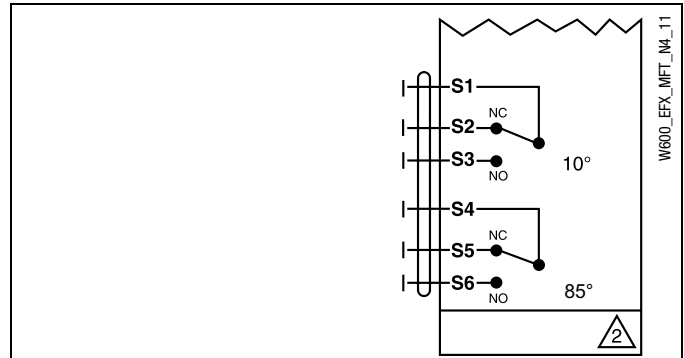 W600_EFX_MFT_N4_11
S1
NC
S2
S3
NO
10°
S4
NC
S5
S6
NO
85°
2